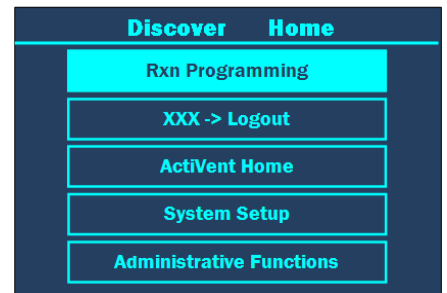 Discover Home
Rxn Programming
XXX -> Logout
ActiVent Home
System Setup
Administrative Functions